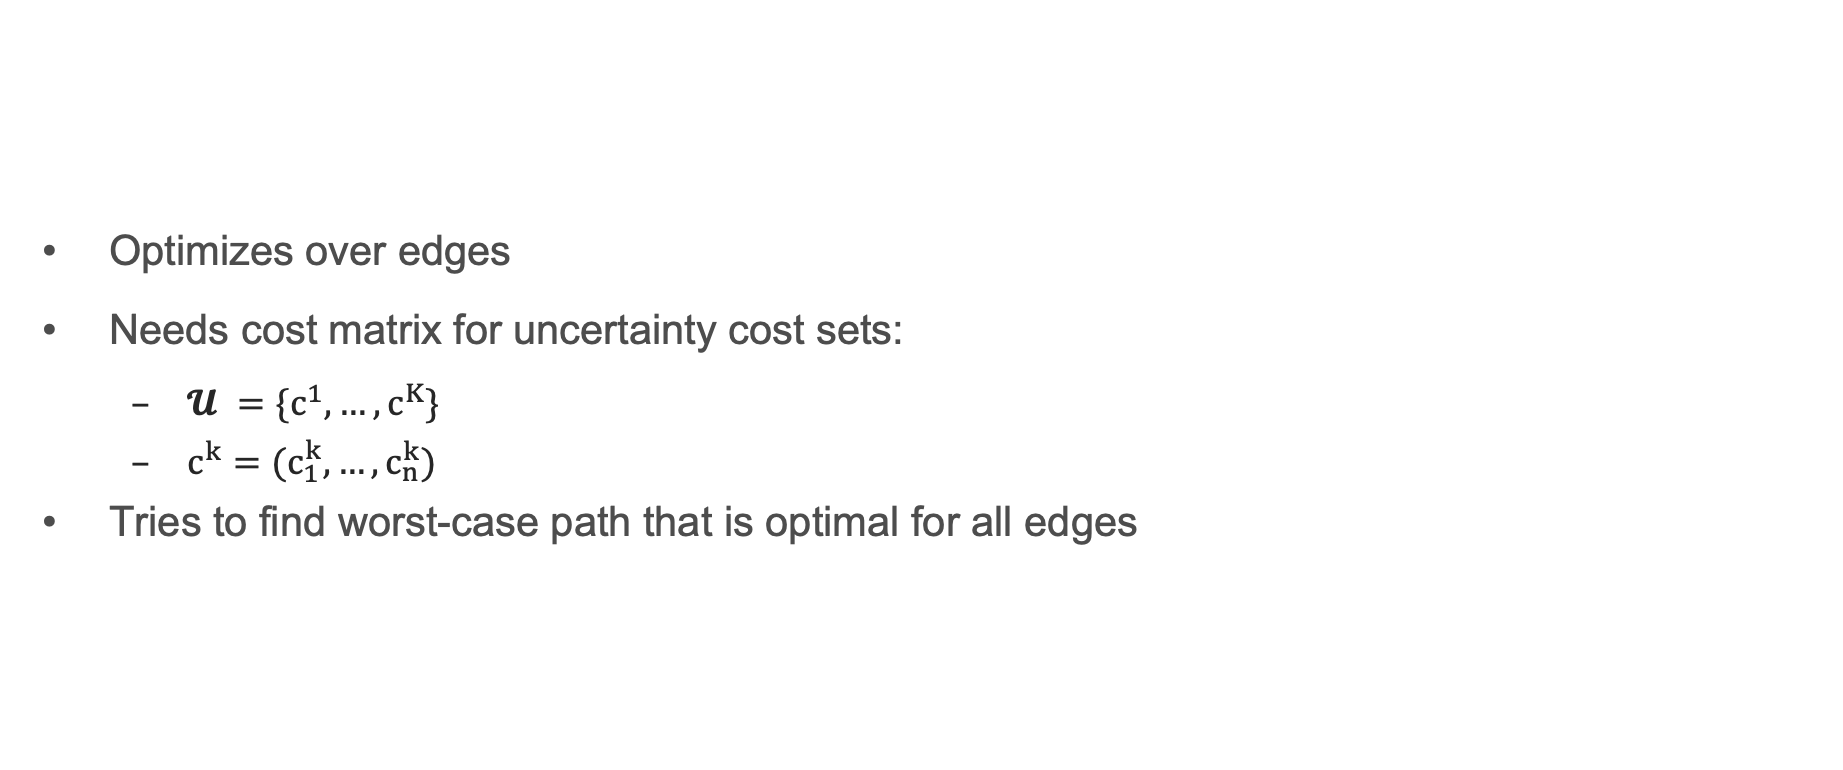 • Optimizes over edges
• Needs cost matrix for uncertainty cost sets:
– 𝓤 = {c¹, … , cᴷ}
– cᵏ = (c₁ᵏ, … , cₙᵏ)
• Tries to find worst-case path that is optimal for all edges